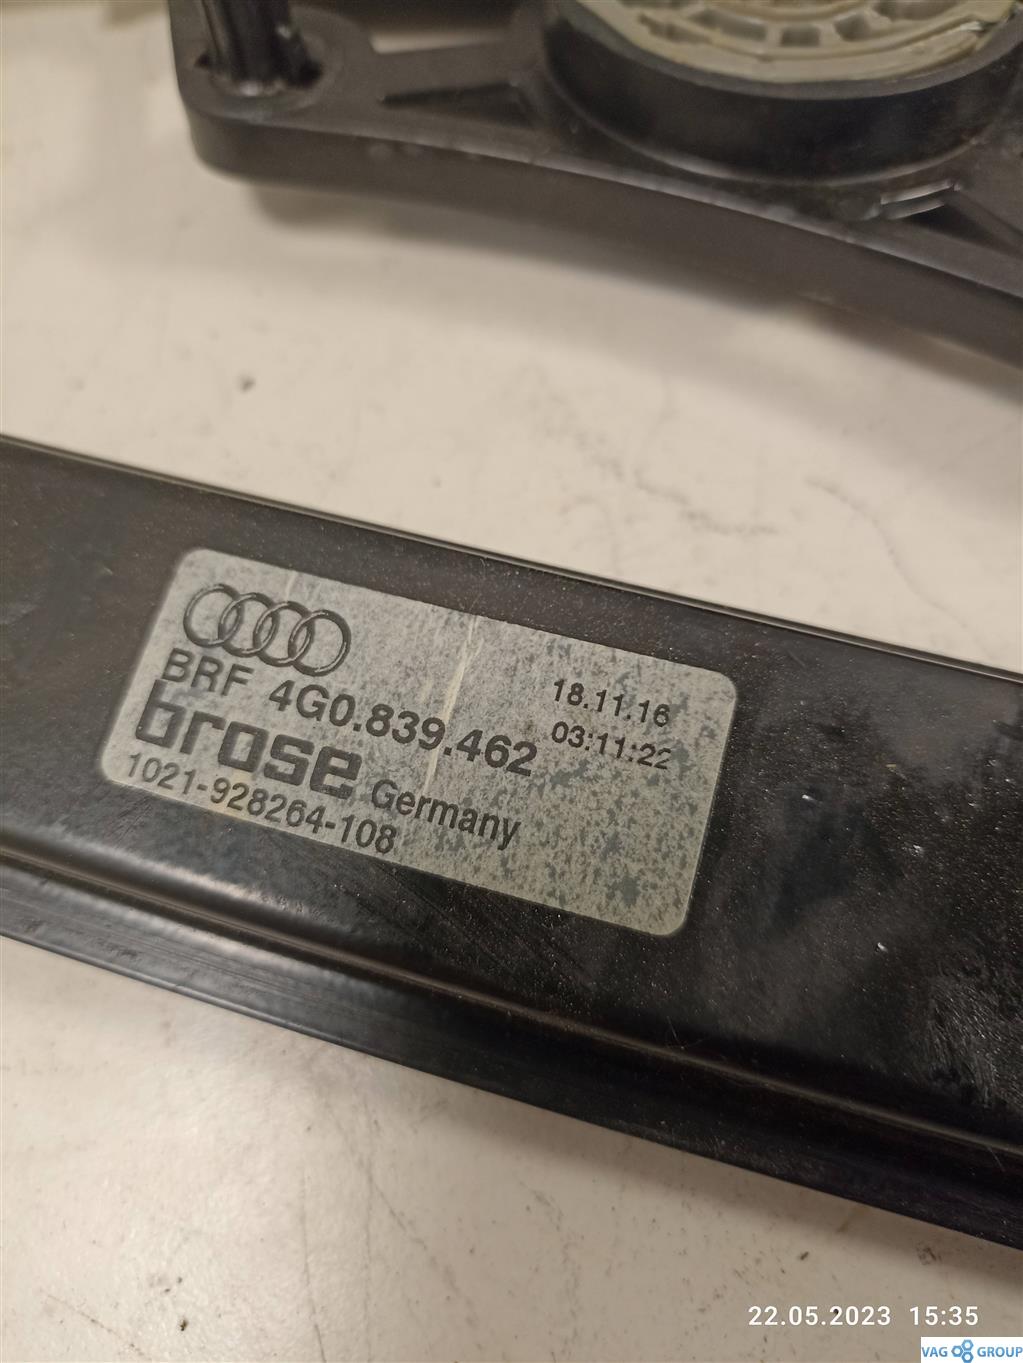 BRF 4G0.839.462
18.11.16
03:11:22
brose Germany
1021-928264-108
22.05.2023 15:35
VAG GROUP